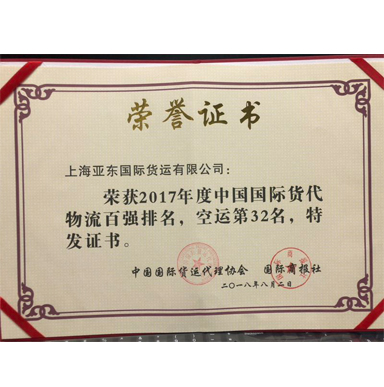 荣誉证书
上海亚东国际货运有限公司：
荣获2017年度中国国际货代
物流百强排名，空运第32名，特
发证书。
中国国际货运代理协会 国际商报社
二〇一八年八月二日